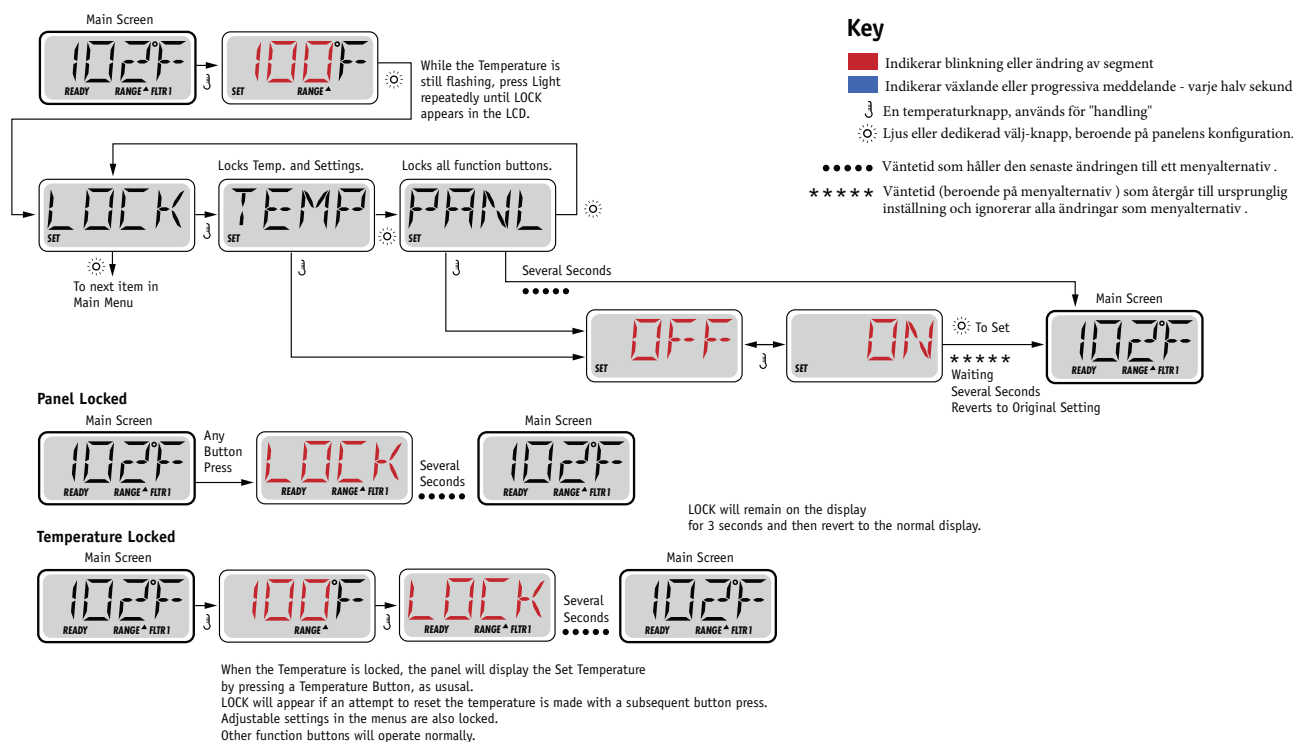 Main Screen
102°F
READY RANGE FLTR1
100°F
SET RANGE
While the Temperature is
still flashing, press Light
repeatedly until LOCK
appears in the LCD.
Key
Indikerar blinkning eller ändring av segment
Indikerar växlande eller progressiva meddelande - varje halv sekund
En temperaturknapp, används för "handling"
Ljus eller dedikerad välj-knapp, beroende på panelens konfiguration.
••••• Väntetid som håller den senaste ändringen till ett menyalternativ .
***** Väntetid (beroende på menyalternativ ) som återgår till ursprunglig
inställning och ignorerar alla ändringar som menyalternativ .
LOCK
SET
Locks Temp. and Settings.
TEMP
SET
Locks all function buttons.
PANL
SET
To next item in
Main Menu
Several Seconds
•••••
OFF
SET
ON
SET
To Set
*****
Waiting
Several Seconds
Reverts to Original Setting
Main Screen
102°F
READY RANGE FLTR1
Panel Locked
Main Screen
102°F
READY RANGE FLTR1
Any
Button
Press
LOCK
READY RANGE FLTR1
Several
Seconds
•••••
Main Screen
102°F
READY RANGE FLTR1
LOCK will remain on the display
for 3 seconds and then revert to the normal display.
Temperature Locked
Main Screen
102°F
READY RANGE FLTR1
100°F
RANGE
LOCK
READY RANGE FLTR1
Several
Seconds
•••••
Main Screen
102°F
READY RANGE FLTR1
When the Temperature is locked, the panel will display the Set Temperature
by pressing a Temperature Button, as ususal.
LOCK will appear if an attempt to reset the temperature is made with a subsequent button press.
Adjustable settings in the menus are also locked.
Other function buttons will operate normally.